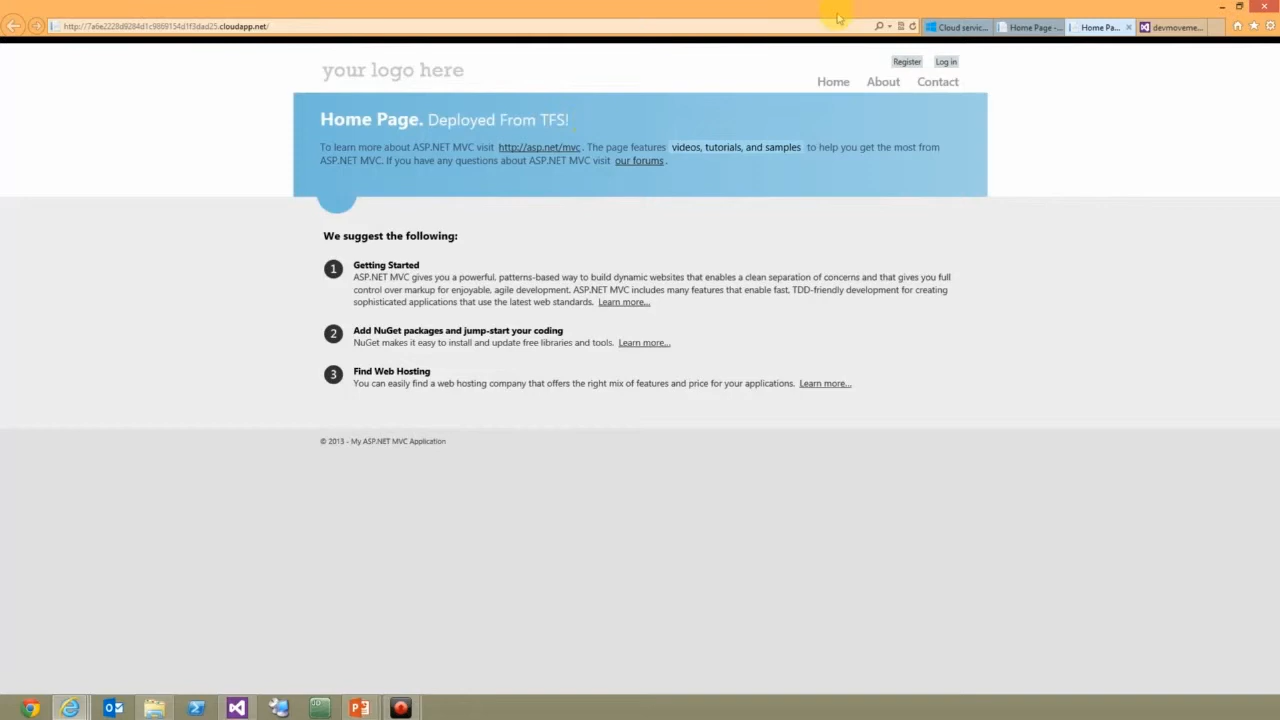 http://7a6e2228d9284d1c9869154d1f3dad25.cloudapp.net/
Cloud servic...
Home Page -...
Home Pa...
devmoveme...
Register
Log in
your logo here
Home
About
Contact
Home Page. Deployed From TFS!
To learn more about ASP.NET MVC visit http://asp.net/mvc. The page features videos, tutorials, and samples to help you get the most from
ASP.NET MVC. If you have any questions about ASP.NET MVC visit our forums.
We suggest the following:
1
Getting Started
ASP.NET MVC gives you a powerful, patterns-based way to build dynamic websites that enables a clean separation of concerns and that gives you full
control over markup for enjoyable, agile development. ASP.NET MVC includes many features that enable fast, TDD-friendly development for creating
sophisticated applications that use the latest web standards. Learn more...
2
Add NuGet packages and jump-start your coding
NuGet makes it easy to install and update free libraries and tools. Learn more...
3
Find Web Hosting
You can easily find a web hosting company that offers the right mix of features and price for your applications. Learn more...
© 2013 - My ASP.NET MVC Application